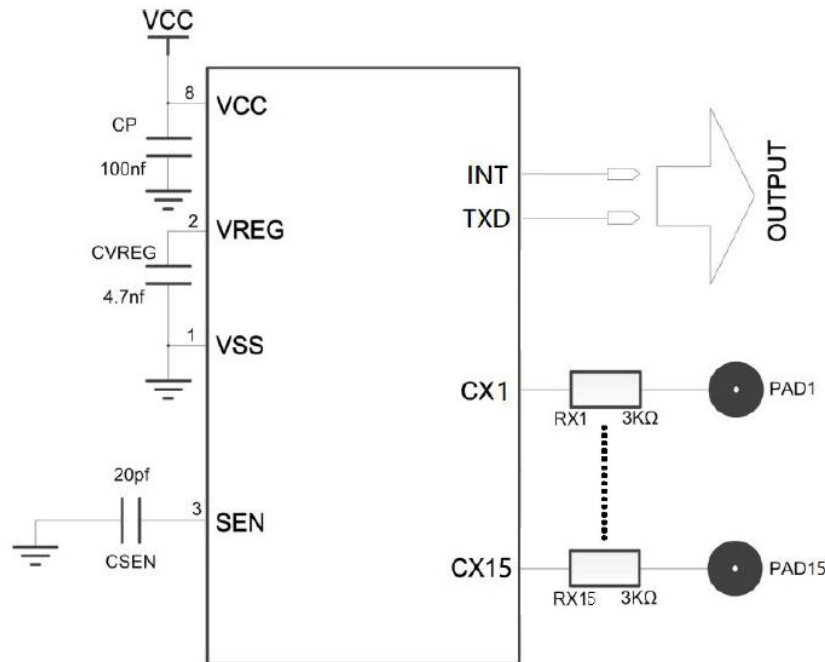 VCC
8
VCC
CP
100nf
2
VREG
CVREG
4.7nf
1
VSS
20pf
3
SEN
CSEN
INT
TXD
OUTPUT
CX1
RX1
3KΩ
PAD1
CX15
RX15
3KΩ
PAD15